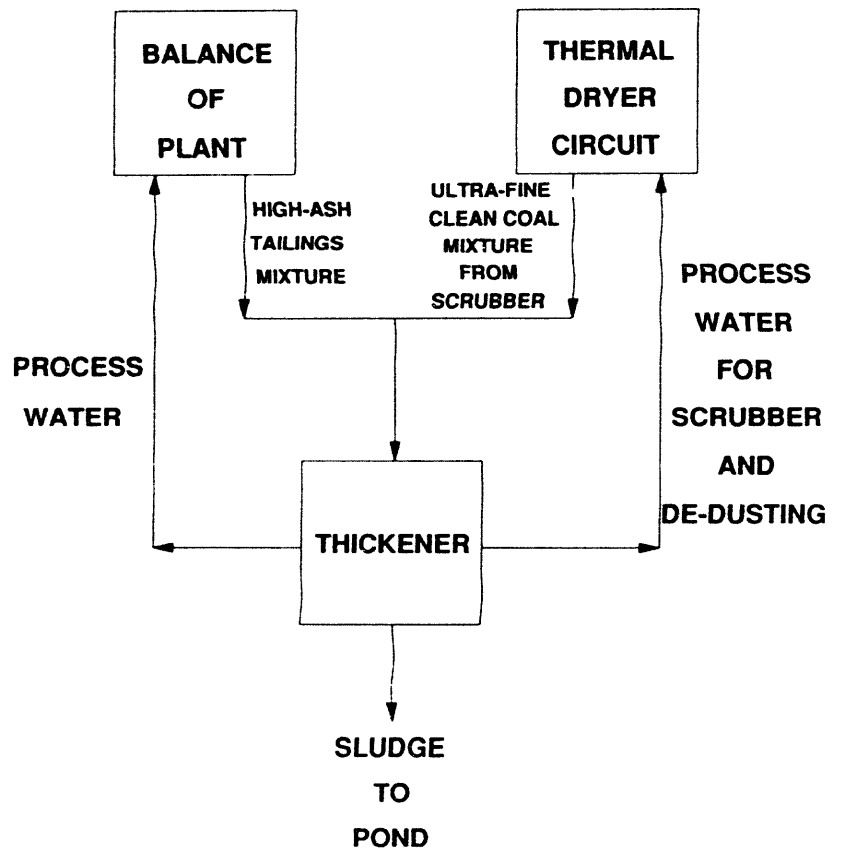 BALANCE
OF
PLANT
THERMAL
DRYER
CIRCUIT
HIGH-ASH
TAILINGS
MIXTURE
ULTRA-FINE
CLEAN COAL
MIXTURE
FROM
SCRUBBER
PROCESS
WATER
PROCESS
WATER
FOR
SCRUBBER
AND
DE-DUSTING
THICKENER
SLUDGE
TO
POND